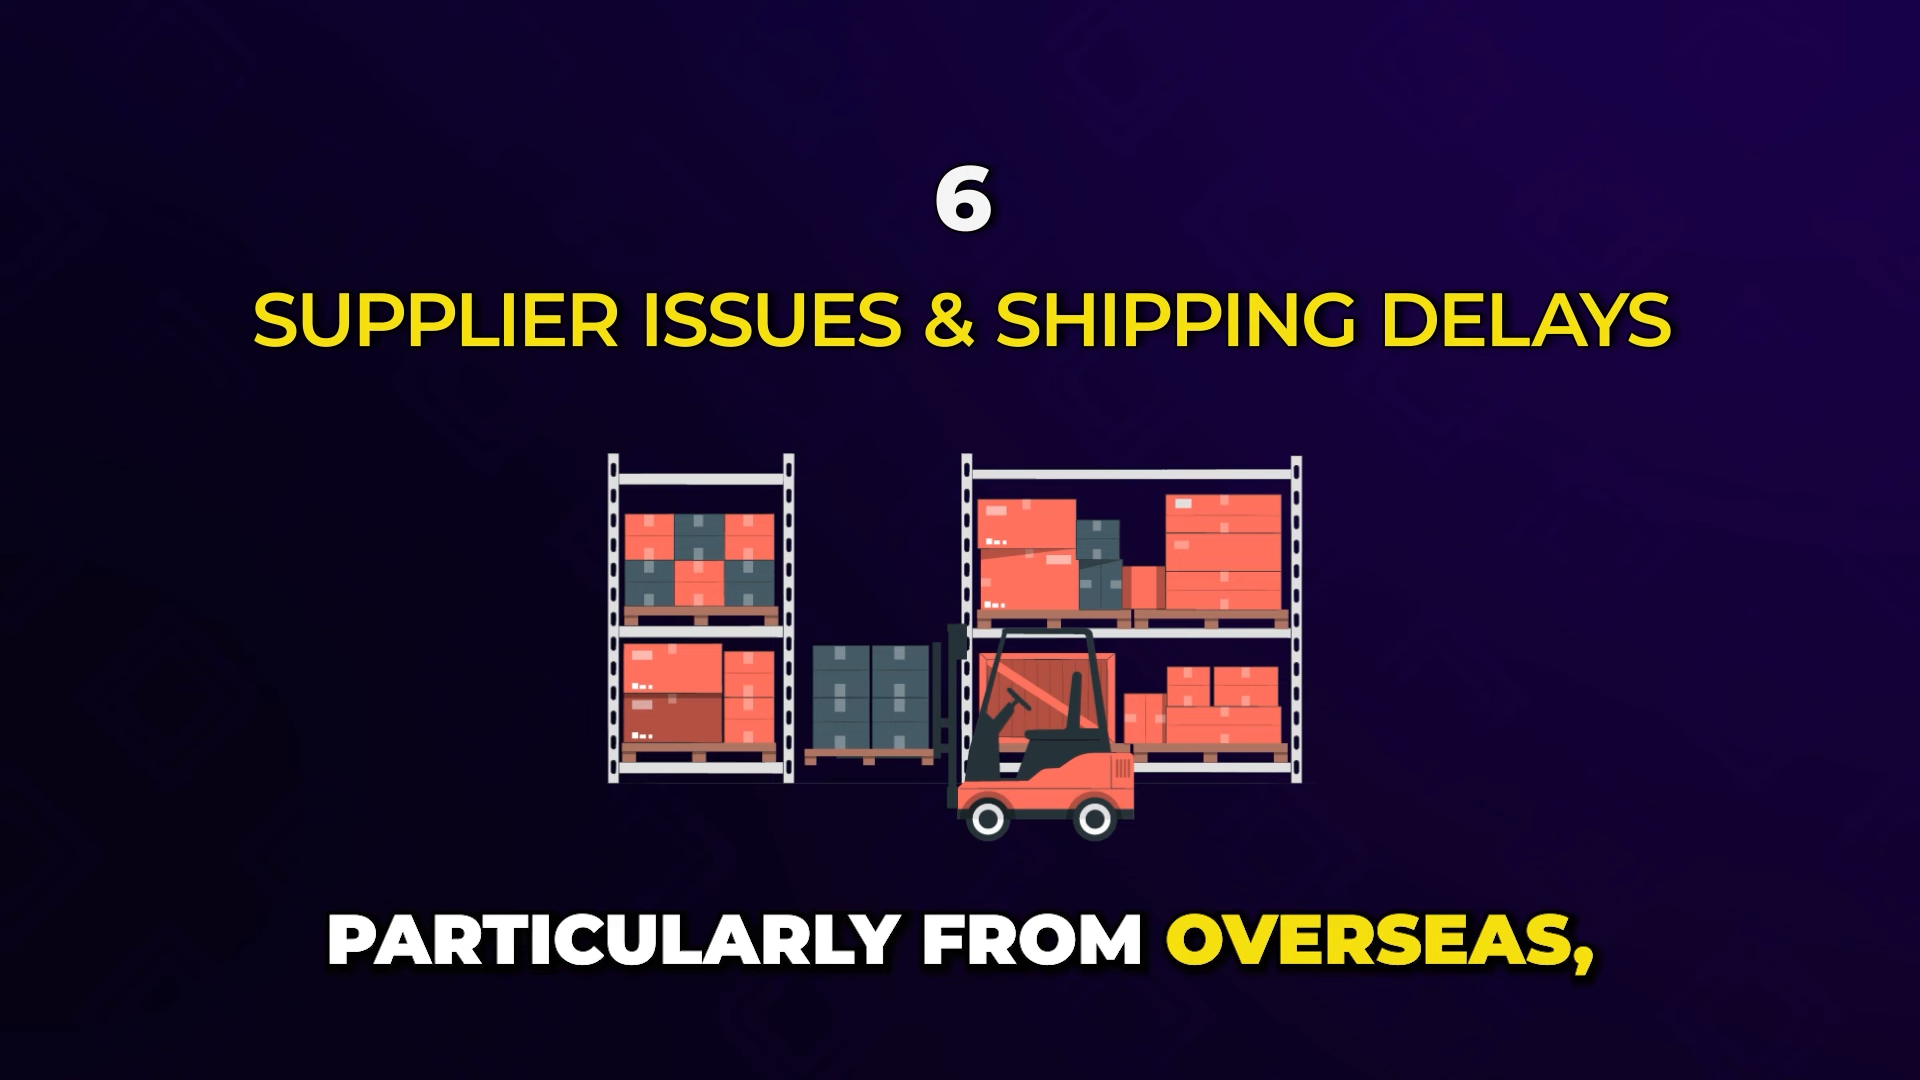 6
SUPPLIER ISSUES & SHIPPING DELAYS
PARTICULARLY FROM OVERSEAS,